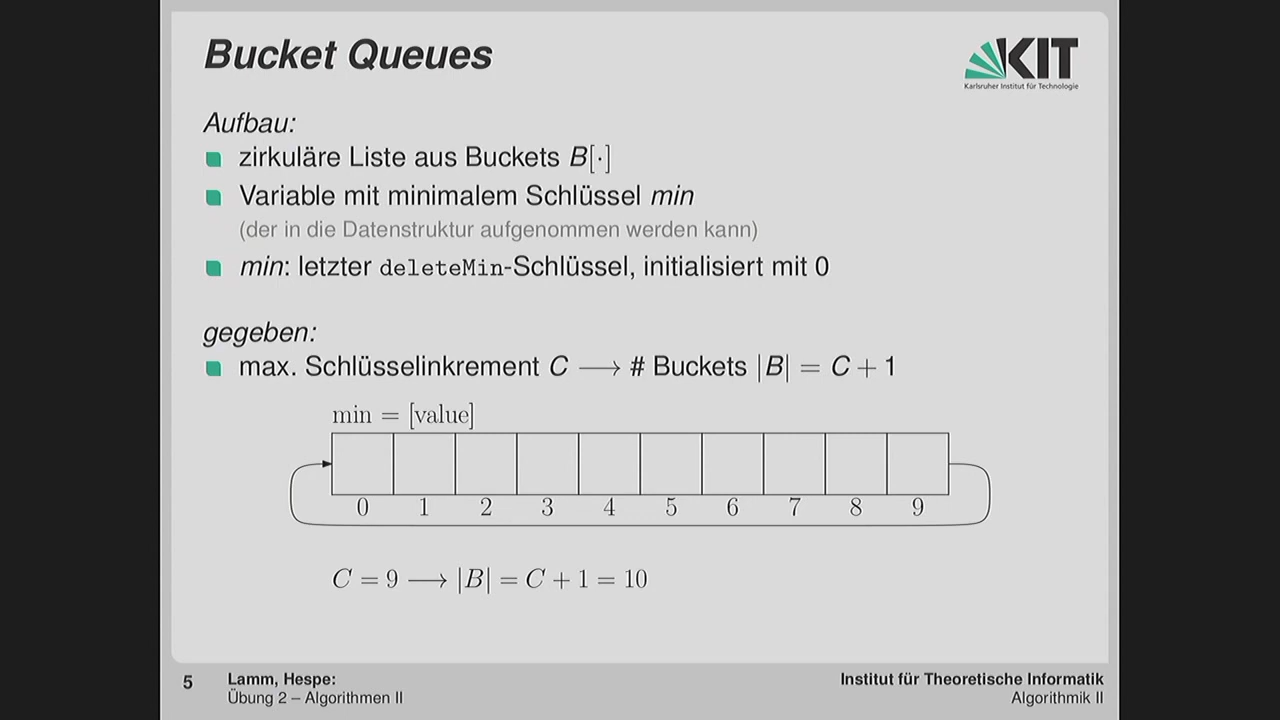 Bucket Queues
KIT
Karlsruher Institut für Technologie
Aufbau:
zirkuläre Liste aus Buckets B[·]
Variable mit minimalem Schlüssel min
(der in die Datenstruktur aufgenommen werden kann)
min: letzter deleteMin-Schlüssel, initialisiert mit 0
gegeben:
max. Schlüsselinkrement C ⟶ # Buckets |B| = C + 1
min = [value]
0 1 2 3 4 5 6 7 8 9
C = 9 ⟶ |B| = C + 1 = 10
5
Lamm, Hespe:
Übung 2 – Algorithmen II
Institut für Theoretische Informatik
Algorithmik II